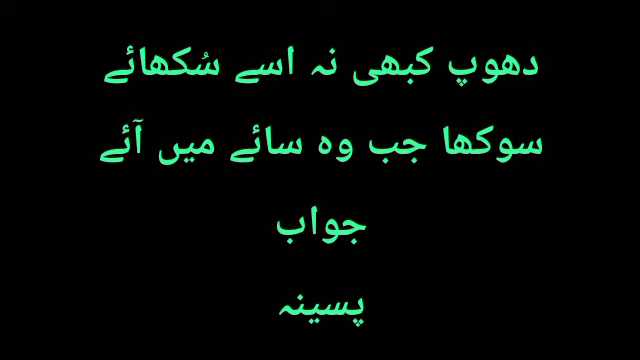 دھوپ کبھی نہ اسے سُکھائے
سوکھا جب وہ سائے میں آئے
جواب
پسینہ